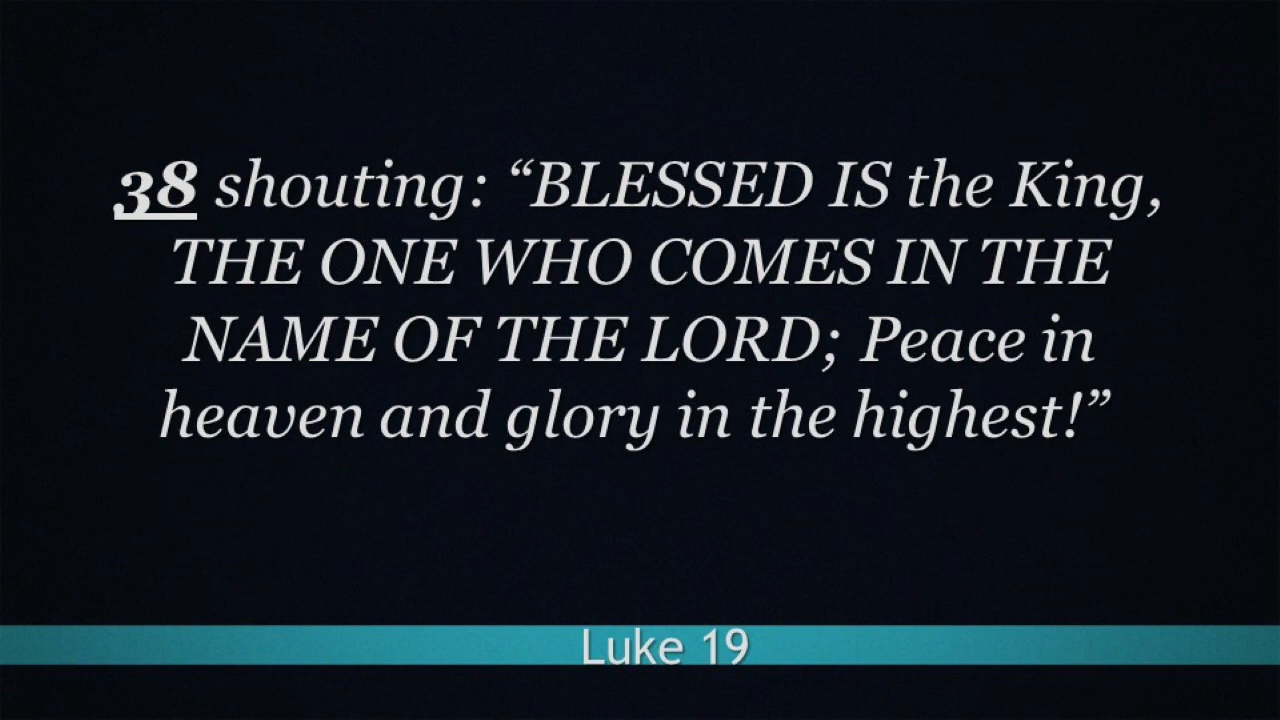 38 shouting: “BLESSED IS the King,
THE ONE WHO COMES IN THE
NAME OF THE LORD; Peace in
heaven and glory in the highest!”
Luke 19